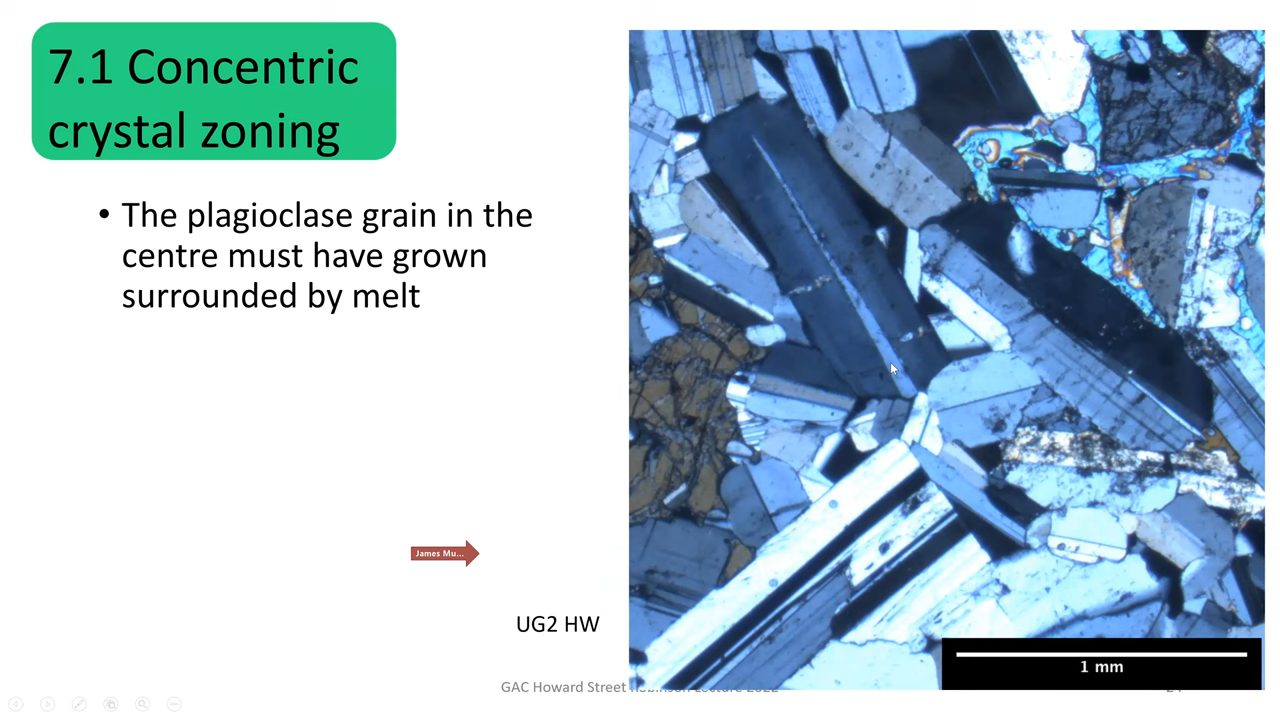 7.1 Concentric
crystal zoning
• The plagioclase grain in the
centre must have grown
surrounded by melt
James Mu...
UG2 HW
1 mm
GAC Howard Street Robinson Lecture 2022